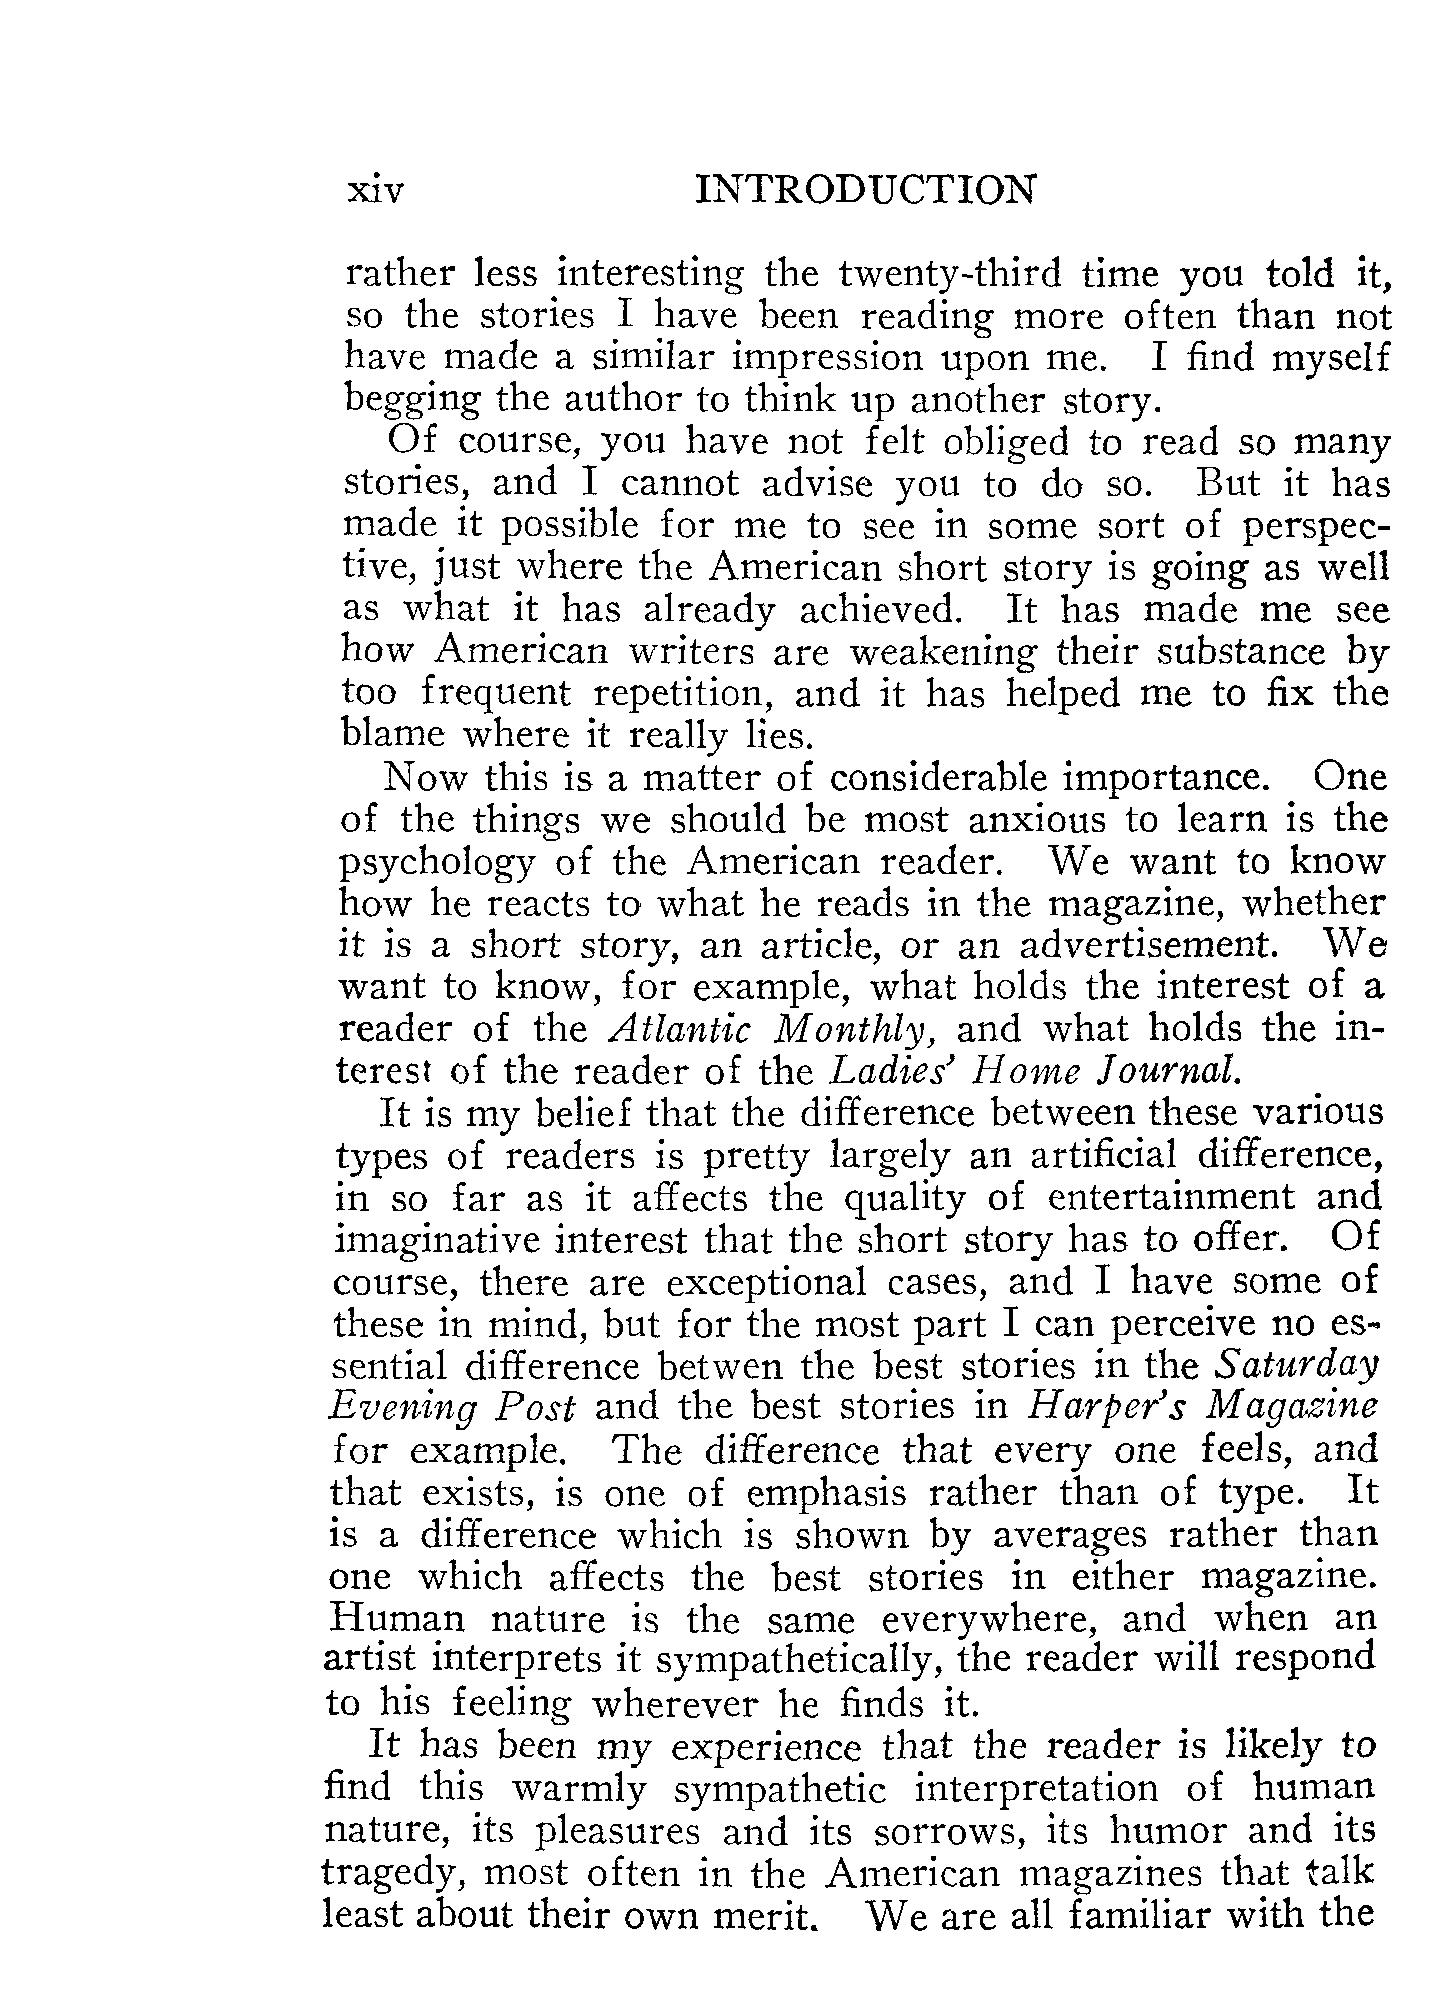 xiv INTRODUCTION
rather less interesting the twenty-third time you told it,
so the stories I have been reading more often than not
have made a similar impression upon me. I find myself
begging the author to think up another story.
Of course, you have not felt obliged to read so many
stories, and I cannot advise you to do so. But it has
made it possible for me to see in some sort of perspec-
tive, just where the American short story is going as well
as what it has already achieved. It has made me see
how American writers are weakening their substance by
too frequent repetition, and it has helped me to fix the
blame where it really lies.
Now this is a matter of considerable importance. One
of the things we should be most anxious to learn is the
psychology of the American reader. We want to know
how he reacts to what he reads in the magazine, whether
it is a short story, an article, or an advertisement. We
want to know, for example, what holds the interest of a
reader of the Atlantic Monthly, and what holds the in-
terest of the reader of the Ladies' Home Journal.
It is my belief that the difference between these various
types of readers is pretty largely an artificial difference,
in so far as it affects the quality of entertainment and
imaginative interest that the short story has to offer. Of
course, there are exceptional cases, and I have some of
these in mind, but for the most part I can perceive no es-
sential difference betwen the best stories in the Saturday
Evening Post and the best stories in Harper's Magazine
for example. The difference that every one feels, and
that exists, is one of emphasis rather than of type. It
is a difference which is shown by averages rather than
one which affects the best stories in either magazine.
Human nature is the same everywhere, and when an
artist interprets it sympathetically, the reader will respond
to his feeling wherever he finds it.
It has been my experience that the reader is likely to
find this warmly sympathetic interpretation of human
nature, its pleasures and its sorrows, its humor and its
tragedy, most often in the American magazines that talk
least about their own merit. We are all familiar with the